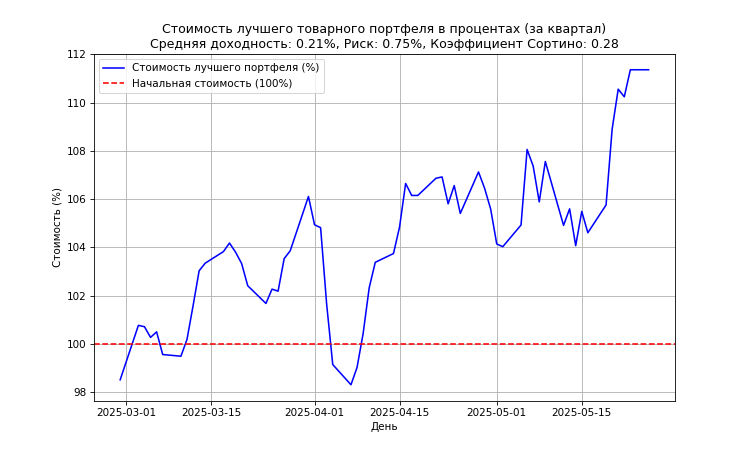 Стоимость лучшего товарного портфеля в процентах (за квартал)
Средняя доходность: 0.21%, Риск: 0.75%, Коэффициент Сортино: 0.28
Стоимость лучшего портфеля (%)
Начальная стоимость (100%)
Стоимость (%)
112
110
108
106
104
102
100
98
2025-03-01 2025-03-15 2025-04-01 2025-04-15 2025-05-01 2025-05-15
День